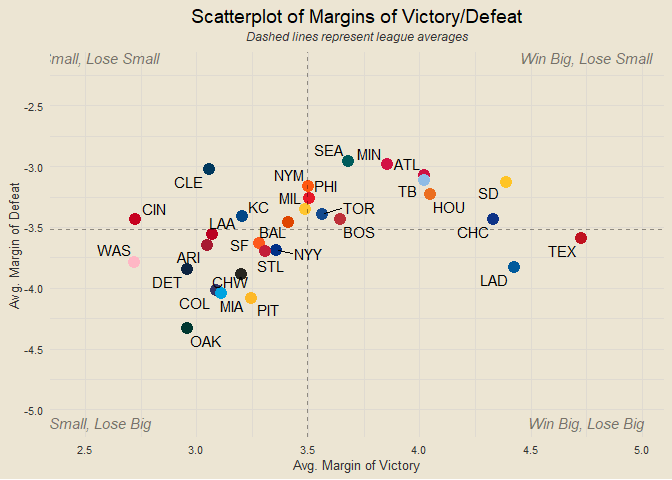 Scatterplot of Margins of Victory/Defeat
Dashed lines represent league averages
Small, Lose Small
Win Big, Lose Small
-2.5
SEA
MIN
ATL
-3.0
CLE
NYM
PHI
TB
SD
MIL
HOU
CIN
KC
TOR
LAA
BAL
BOS
CHC
-3.5
WAS
ARI
SF
NYY
TEX
STL
DET
CHW
LAD
-4.0
COL
MIA
PIT
OAK
-4.5
Small, Lose Big
Win Big, Lose Big
-5.0
2.5
3.0
3.5
4.0
4.5
5.0
Avg. Margin of Victory
Avg. Margin of Defeat